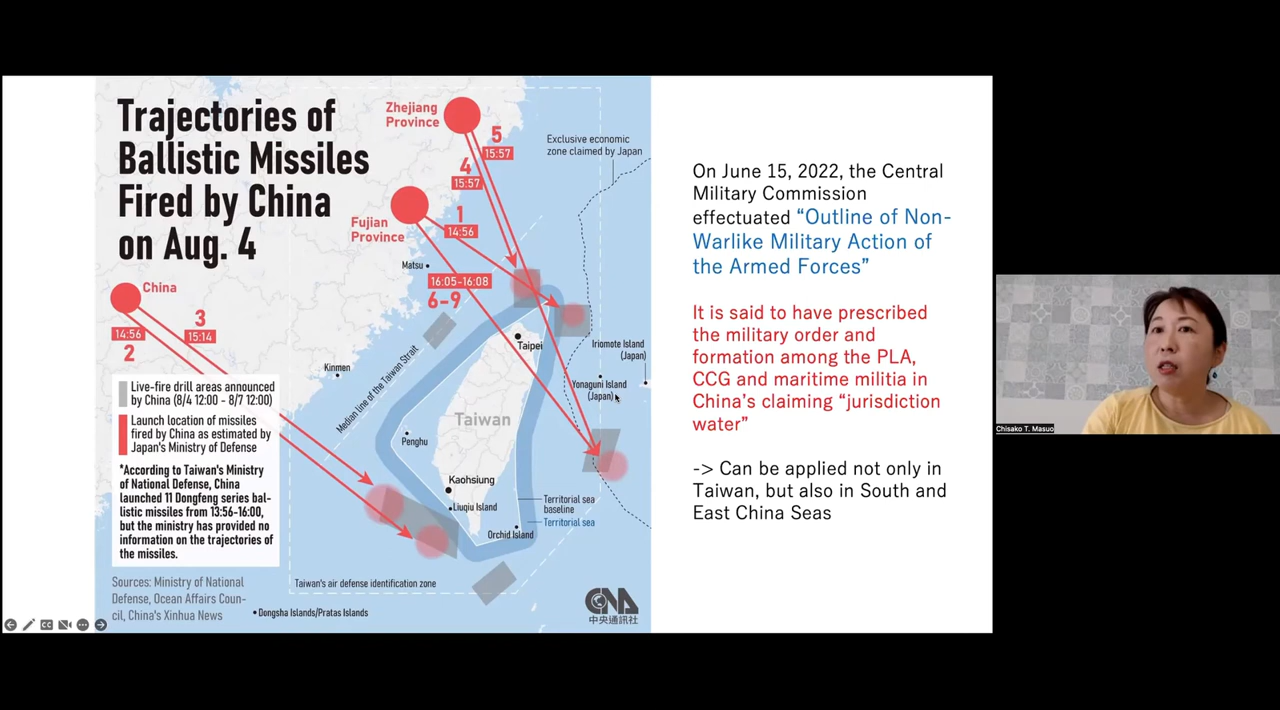 Trajectories of
Ballistic Missiles
Fired by China
on Aug. 4
Zhejiang
Province
5
15:57
4
15:57
Exclusive economic
zone claimed by Japan
Fujian
Province
1
14:56
Matsu
16:05-16:08
6-9
China
3
15:14
14:56
2
Taipei
Iriomote Island
(Japan)
Kinmen
Median line of the Taiwan Strait
Yonaguni Island
(Japan)
Live-fire drill areas announced
by China (8/4 12:00 - 8/7 12:00)
Launch location of missiles
fired by China as estimated by
Japan's Ministry of Defense
*According to Taiwan's Ministry
of National Defense, China
launched 11 Dongfeng series bal-
listic missiles from 13:56-16:00,
but the ministry has provided no
information on the trajectories of
the missiles.
Taiwan
Penghu
Kaohsiung
Liuqiu Island
Territorial sea
baseline
Territorial sea
Orchid Island
Taiwan's air defense identification zone
Sources: Ministry of National
Defense, Ocean Affairs Coun-
cil, China's Xinhua News
Dongsha Islands/Pratas Islands
CNA
中央通訊社
On June 15, 2022, the Central
Military Commission
effectuated “Outline of Non-
Warlike Military Action of
the Armed Forces”
It is said to have prescribed
the military order and
formation among the PLA,
CCG and maritime militia in
China's claiming “jurisdiction
water”
-> Can be applied not only in
Taiwan, but also in South and
East China Seas
Chisako T. Masuo